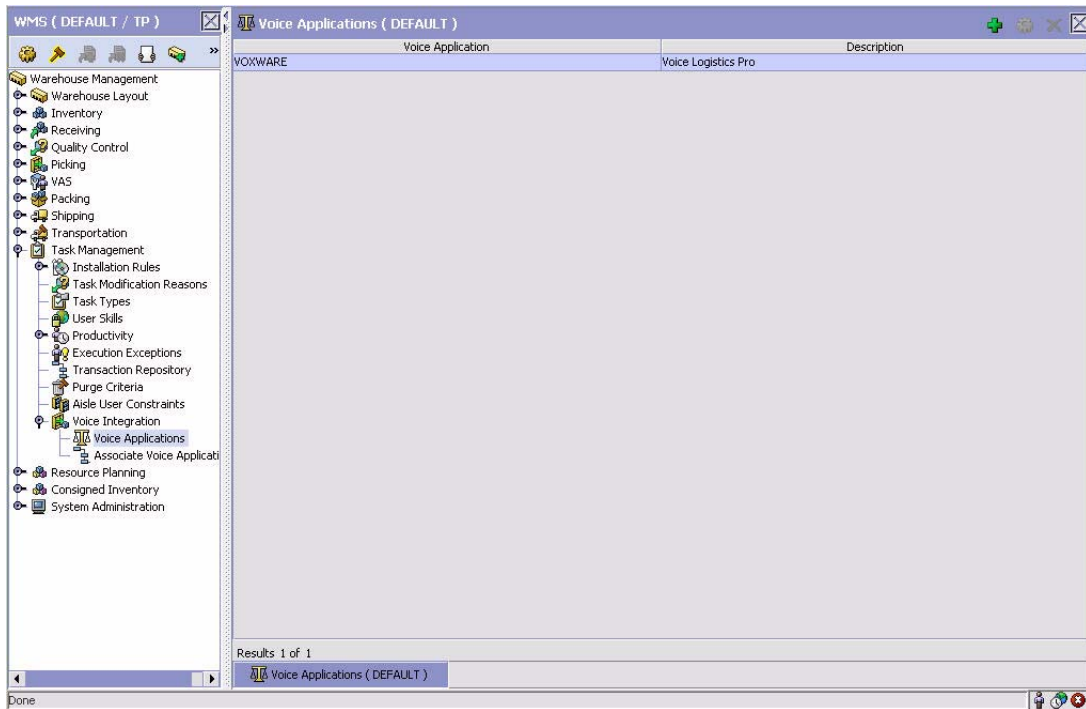 WMS ( DEFAULT / TP )
»
Warehouse Management
Warehouse Layout
Inventory
Receiving
Quality Control
Picking
VAS
Packing
Shipping
Transportation
Task Management
Installation Rules
Task Modification Reasons
Task Types
User Skills
Productivity
Execution Exceptions
Transaction Repository
Purge Criteria
Aisle User Constraints
Voice Integration
Voice Applications
Associate Voice Applicati
Resource Planning
Consigned Inventory
System Administration
Voice Applications ( DEFAULT )
Voice Application Description
VOXWARE Voice Logistics Pro
Results 1 of 1
Voice Applications ( DEFAULT )
Done